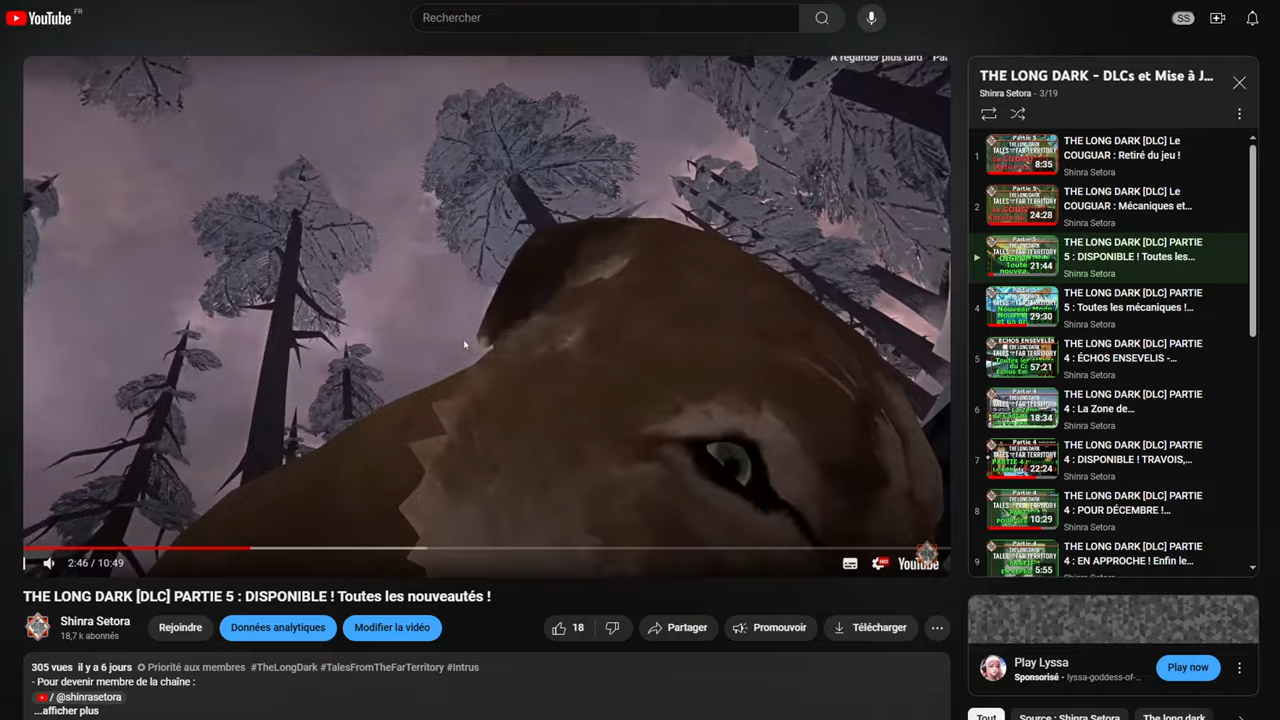 YouTube FR
Rechercher
SS
A regarder plus tard
2:46 / 10:49
YouTube
THE LONG DARK [DLC] PARTIE 5 : DISPONIBLE ! Toutes les nouveautés !
Shinra Setora
18,7 k abonnés
Rejoindre
Données analytiques
Modifier la vidéo
18
Partager
Promouvoir
Télécharger
305 vues il y a 6 jours Priorité aux membres #TheLongDark #TalesFromTheFarTerritory #Intrus
- Pour devenir membre de la chaîne :
/ @shinrasetora
...afficher plus
THE LONG DARK - DLCs et Mise à J...
Shinra Setora - 3/19
1
8:35
THE LONG DARK [DLC] Le
COUGUAR : Retiré du jeu !
Shinra Setora
2
24:28
THE LONG DARK [DLC] Le
COUGUAR : Mécaniques et...
Shinra Setora
21:44
THE LONG DARK [DLC] PARTIE
5 : DISPONIBLE ! Toutes les...
Shinra Setora
4
29:30
THE LONG DARK [DLC] PARTIE
5 : Toutes les mécaniques !...
Shinra Setora
5
57:21
THE LONG DARK [DLC] PARTIE
4 : ÉCHOS ENSEVELIS -...
Shinra Setora
6
18:34
THE LONG DARK [DLC] PARTIE
4 : La Zone de...
Shinra Setora
7
22:24
THE LONG DARK [DLC] PARTIE
4 : DISPONIBLE ! TRAVOIS,...
Shinra Setora
8
10:29
THE LONG DARK [DLC] PARTIE
4 : POUR DÉCEMBRE !...
Shinra Setora
9
5:55
THE LONG DARK [DLC] PARTIE
4 : EN APPROCHE ! Enfin le...
Play Lyssa
Sponsorisé · lyssa-goddess-of-...
Play now
Tout
Source : Shinra Setora
The long dark